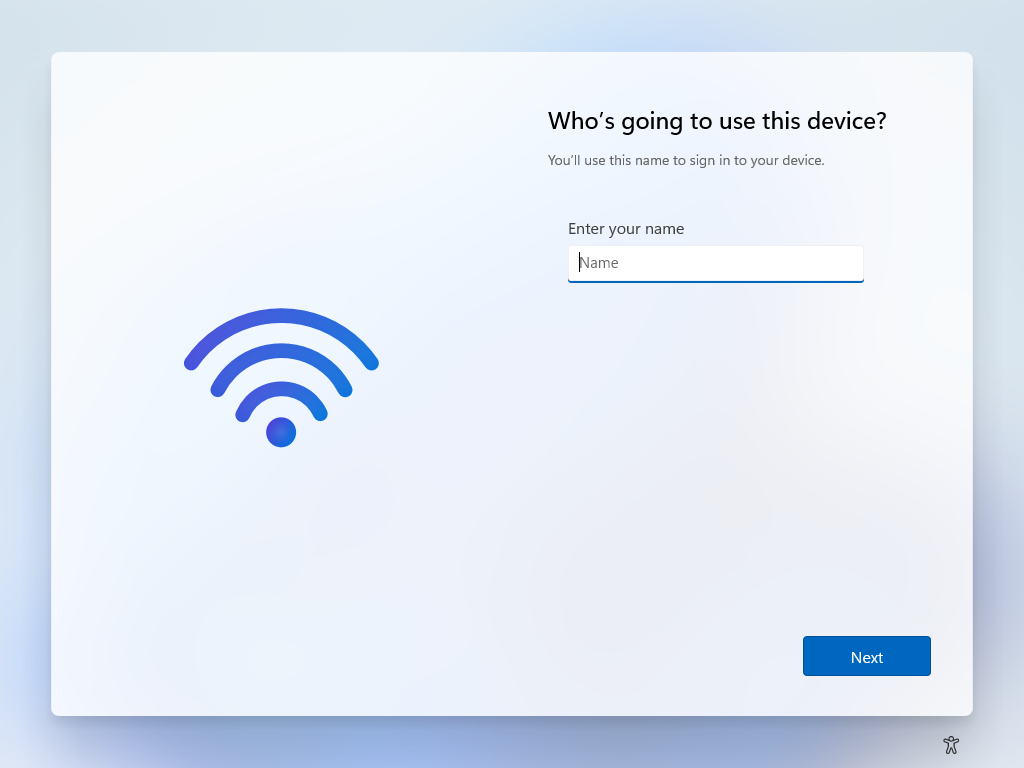 Who's going to use this device?
You'll use this name to sign in to your device.
Enter your name
Name
Next